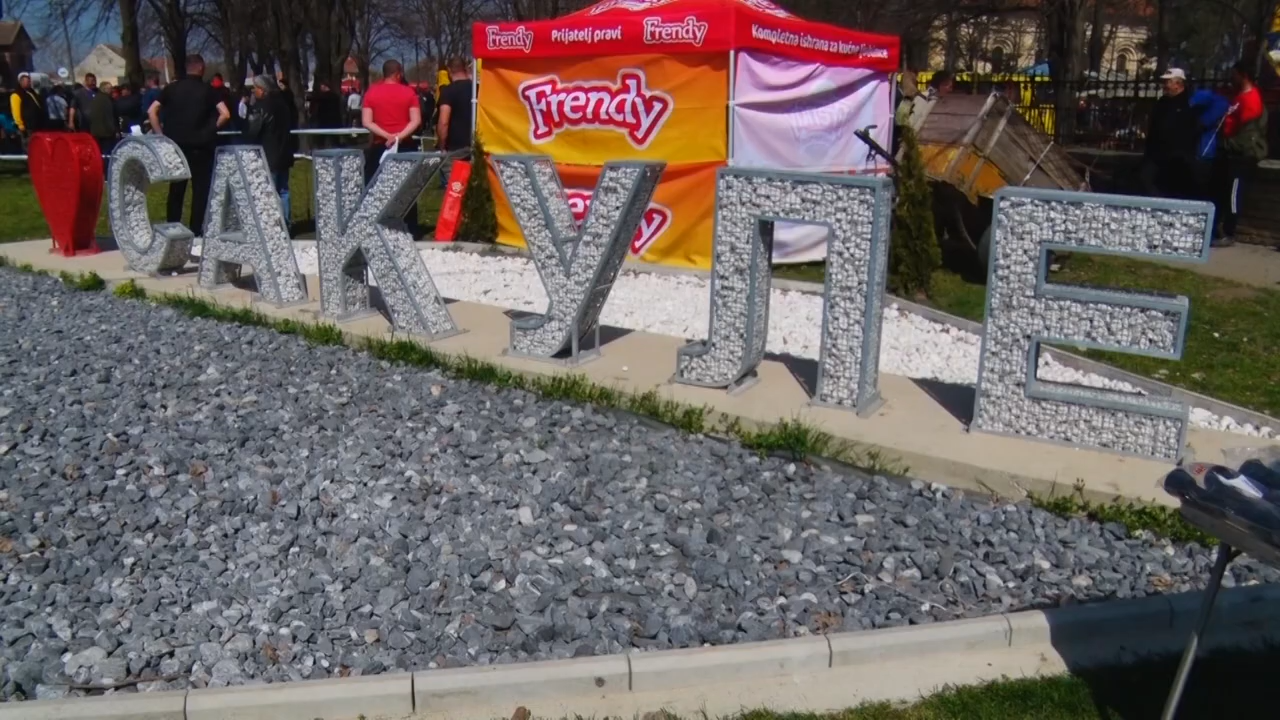 Frendy Prijatelj pravi Frendy Kompletna ishrana za kućne ljubimce
Frendy
САКУЛЕ